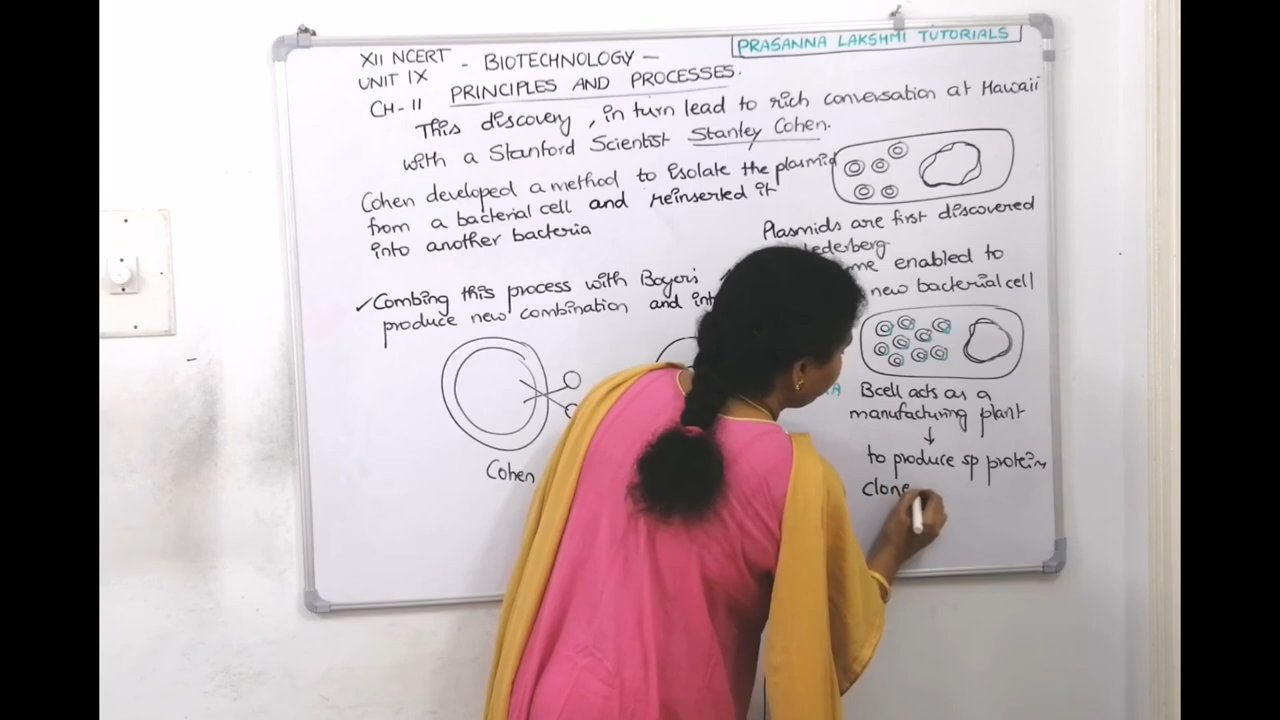 XII NCERT - BIOTECHNOLOGY -
UNIT IX
CH-11 PRINCIPLES AND PROCESSES.
PRASANNA LAKSHMI TUTORIALS
This discovery, in turn lead to rich conversation at Hawaii
with a Stanford Scientist Stanley Cohen.
Cohen developed a method to isolate the plasmid
from a bacterial cell and reinserted it
into another bacteria
Plasmids are first discovered
lederberg
✓Combing this process with Boyer's enabled to
produce new combination and new bacterial cell
Cohen
Bcell acts as a
manufacturing plant
↓
to produce sp protein
clone